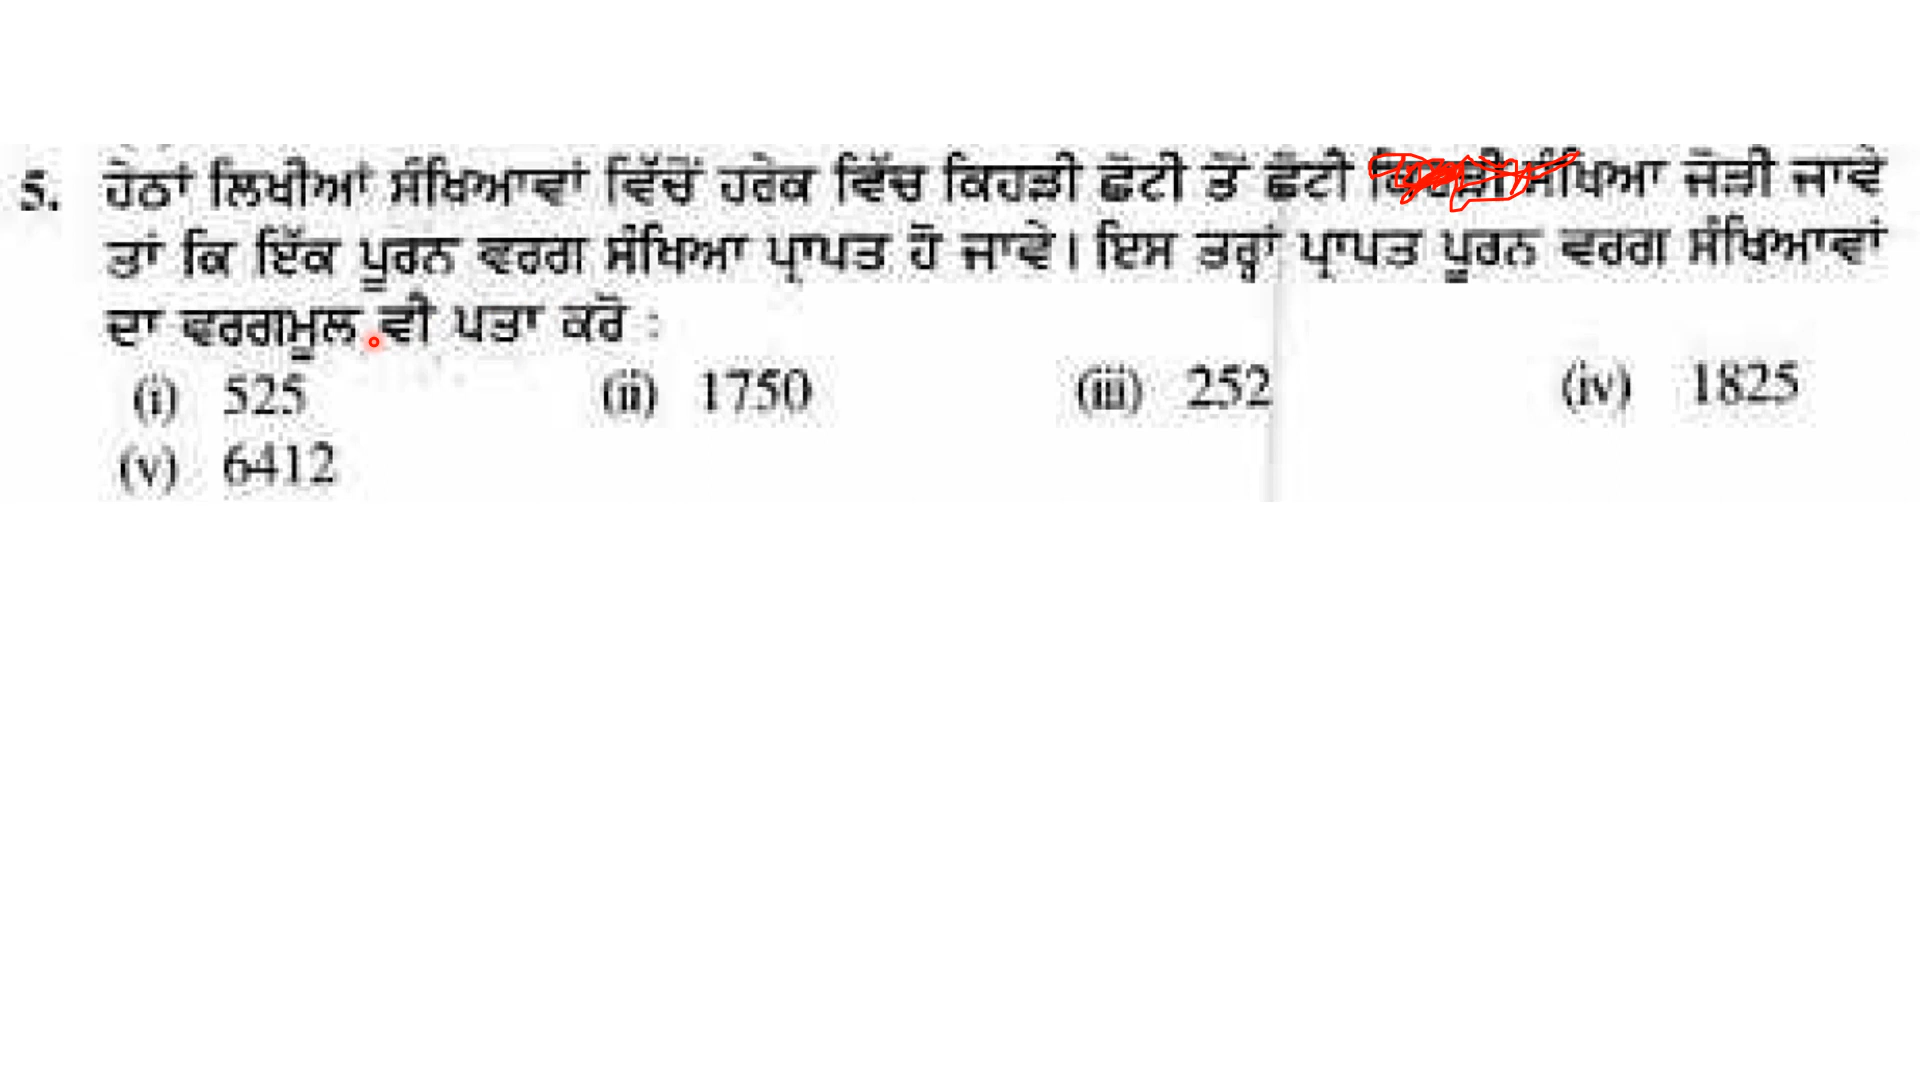 5. ਹੇਠਾਂ ਲਿਖੀਆਂ ਸੰਖਿਆਵਾਂ ਵਿੱਚੋਂ ਹਰੇਕ ਵਿੱਚ ਕਿਹੜੀ ਛੋਟੀ ਤੋਂ ਛੋਟੀ ਸੰਖਿਆ ਜੋੜੀ ਜਾਵੇ
ਤਾਂ ਕਿ ਇੱਕ ਪੂਰਨ ਵਰਗ ਸੰਖਿਆ ਪ੍ਰਾਪਤ ਹੋ ਜਾਵੇ। ਇਸ ਤਰ੍ਹਾਂ ਪ੍ਰਾਪਤ ਪੂਰਨ ਵਰਗ ਸੰਖਿਆਵਾਂ
ਦਾ ਵਰਗਮੂਲ ਵੀ ਪਤਾ ਕਰੋ :
(i) 525 (ii) 1750 (iii) 252 (iv) 1825
(v) 6412